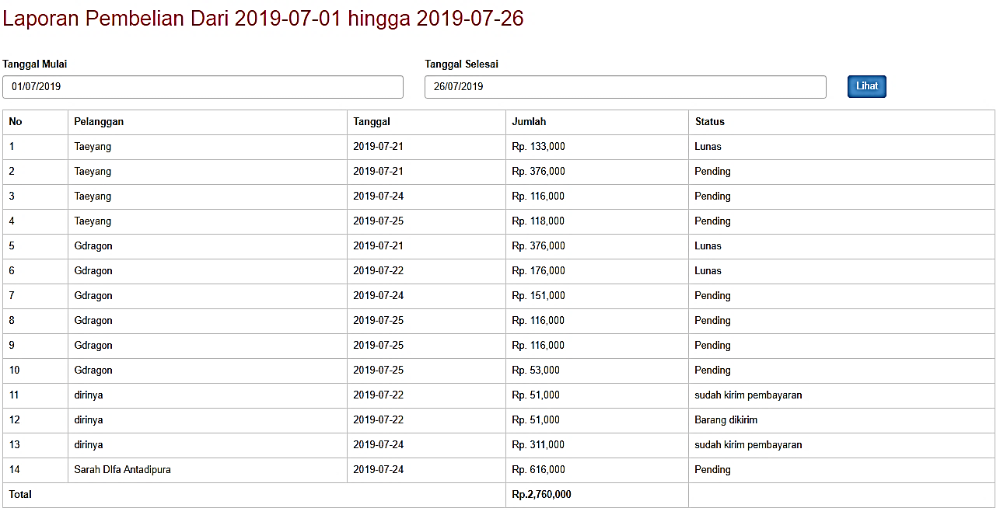 Laporan Pembelian Dari 2019-07-01 hingga 2019-07-26
Tanggal Mulai Tanggal Selesai
01/07/2019 26/07/2019 Lihat
No Pelanggan Tanggal Jumlah Status
1 Taeyang 2019-07-21 Rp. 133,000 Lunas
2 Taeyang 2019-07-21 Rp. 376,000 Pending
3 Taeyang 2019-07-24 Rp. 116,000 Pending
4 Taeyang 2019-07-25 Rp. 118,000 Pending
5 Gdragon 2019-07-21 Rp. 376,000 Lunas
6 Gdragon 2019-07-22 Rp. 176,000 Lunas
7 Gdragon 2019-07-24 Rp. 151,000 Pending
8 Gdragon 2019-07-25 Rp. 116,000 Pending
9 Gdragon 2019-07-25 Rp. 116,000 Pending
10 Gdragon 2019-07-25 Rp. 53,000 Pending
11 dirinya 2019-07-22 Rp. 51,000 sudah kirim pembayaran
12 dirinya 2019-07-22 Rp. 51,000 Barang dikirim
13 dirinya 2019-07-24 Rp. 311,000 sudah kirim pembayaran
14 Sarah DIfa Antadipura 2019-07-24 Rp. 616,000 Pending
Total Rp.2,760,000